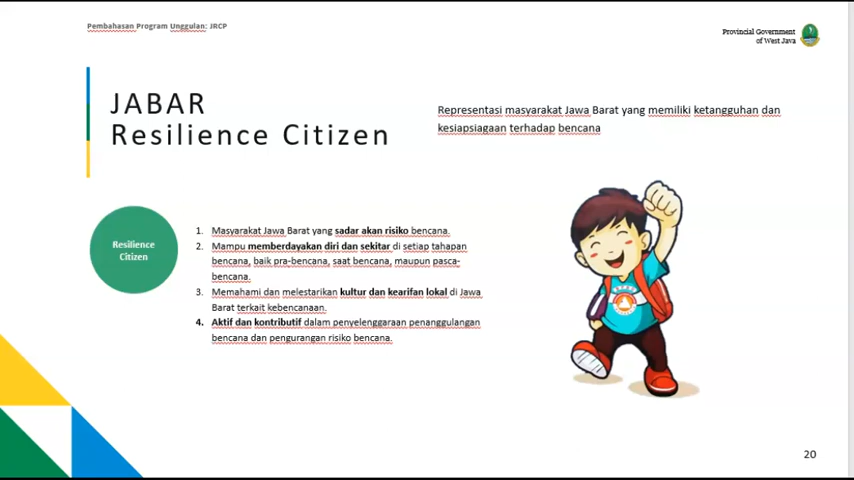 Pembahasan Program Unggulan: JRCP
Provincial Government
of West Java
JABAR
Resilience Citizen
Representasi masyarakat Jawa Barat yang memiliki ketangguhan dan
kesiapsiagaan terhadap bencana
Resilience
Citizen
1. Masyarakat Jawa Barat yang sadar akan risiko bencana.
2. Mampu memberdayakan diri dan sekitar di setiap tahapan
bencana, baik pra-bencana, saat bencana, maupun pasca-
bencana.
3. Memahami dan melestarikan kultur dan kearifan lokal di Jawa
Barat terkait kebencanaan.
4. Aktif dan kontributif dalam penyelenggaraan penanggulangan
bencana dan pengurangan risiko bencana.
20